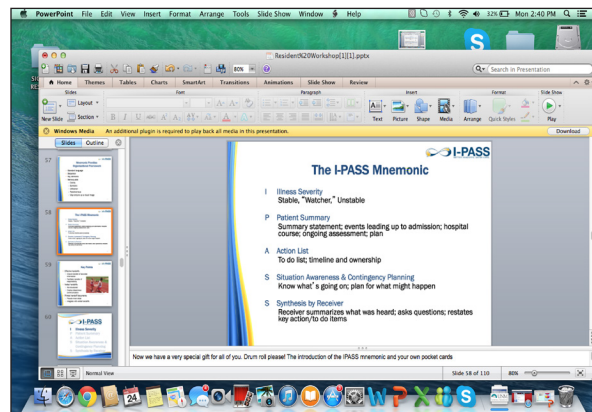 PowerPoint File Edit View Insert Format Arrange Tools Slide Show Window Help 32% Mon 2:40 PM
Resident%20Workshop[1][1].pptx
80% Search in Presentation
Home Themes Tables Charts SmartArt Transitions Animations Slide Show Review
Slides Font Paragraph Insert Format Slide Show
Layout
New Slide Section Text Picture Shape Media Arrange Quick Styles Play
Windows Media An additional plugin is required to play back all media in this presentation. Download
Slides Outline
57
58
59
60
I-PASS
I-PASS
The I-PASS Mnemonic
I Illness Severity
Stable, "Watcher," Unstable
P Patient Summary
Summary statement; events leading up to admission; hospital
course; ongoing assessment; plan
A Action List
To do list; timeline and ownership
S Situation Awareness & Contingency Planning
Know what's going on; plan for what might happen
S Synthesis by Receiver
Receiver summarizes what was heard; asks questions; restates
key action/to do items
Now we have a very special gift for all of you. Drum roll please! The introduction of the IPASS mnemonic and your own pocket cards
Normal View Slide 58 of 110 80%
24